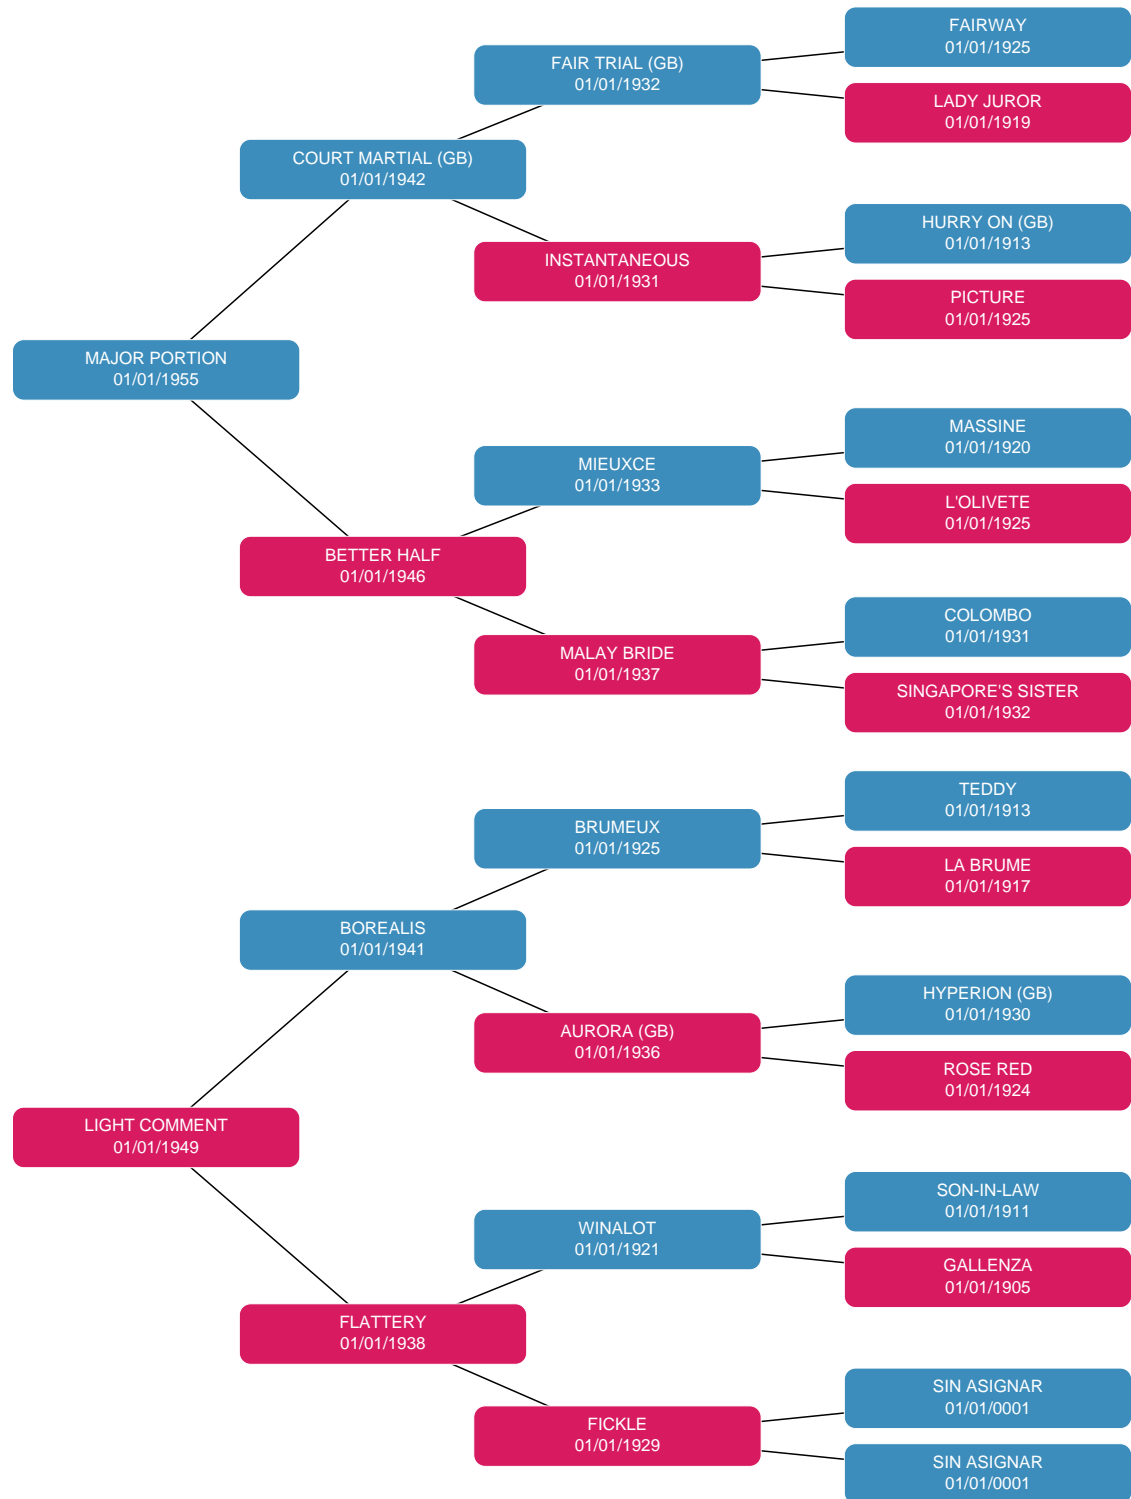 FAIRWAY
01/01/1925
FAIR TRIAL (GB)
01/01/1932
LADY JUROR
01/01/1919
COURT MARTIAL (GB)
01/01/1942
HURRY ON (GB)
01/01/1913
INSTANTANEOUS
01/01/1931
PICTURE
01/01/1925
MAJOR PORTION
01/01/1955
MASSINE
01/01/1920
MIEUXCE
01/01/1933
L'OLIVETE
01/01/1925
BETTER HALF
01/01/1946
COLOMBO
01/01/1931
MALAY BRIDE
01/01/1937
SINGAPORE'S SISTER
01/01/1932
TEDDY
01/01/1913
BRUMEUX
01/01/1925
LA BRUME
01/01/1917
BOREALIS
01/01/1941
HYPERION (GB)
01/01/1930
AURORA (GB)
01/01/1936
ROSE RED
01/01/1924
LIGHT COMMENT
01/01/1949
SON-IN-LAW
01/01/1911
WINALOT
01/01/1921
GALLENZA
01/01/1905
FLATTERY
01/01/1938
SIN ASIGNAR
01/01/0001
FICKLE
01/01/1929
SIN ASIGNAR
01/01/0001